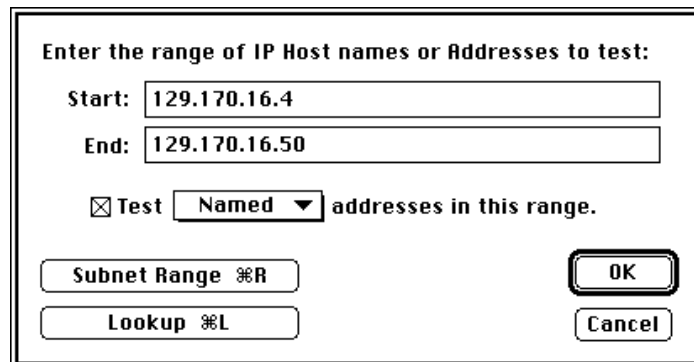 Enter the range of IP Host names or Addresses to test:
Start: 129.170.16.4
End: 129.170.16.50
Test Named addresses in this range.
Subnet Range ⌘R
OK
Lookup ⌘L
Cancel